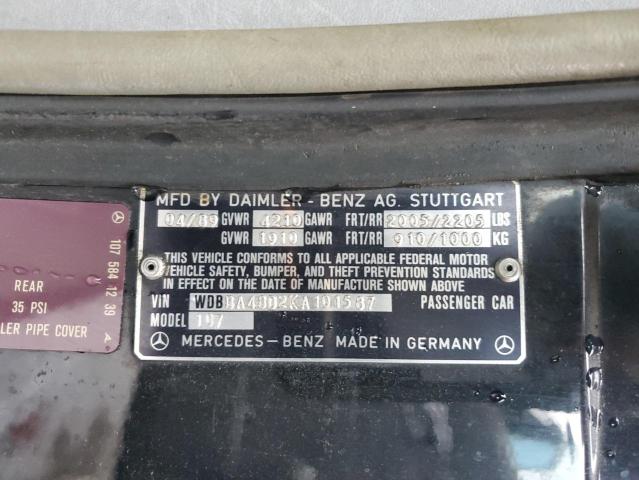 MFD BY DAIMLER-BENZ AG. STUTTGART
04/89 GVWR 4210 GAWR FRT/RR 2005/2205 LBS
GVWR 1910 GAWR FRT/RR 910/1000 KG
THIS VEHICLE CONFORMS TO ALL APPLICABLE FEDERAL MOTOR
VEHICLE SAFETY, BUMPER, AND THEFT PREVENTION STANDARDS
IN EFFECT ON THE DATE OF MANUFACTURE SHOWN ABOVE
VIN WDBBA48D2KA101587 PASSENGER CAR
MODEL 107
MERCEDES-BENZ MADE IN GERMANY
107 584 12 39
REAR
35 PSI
PIPE COVER